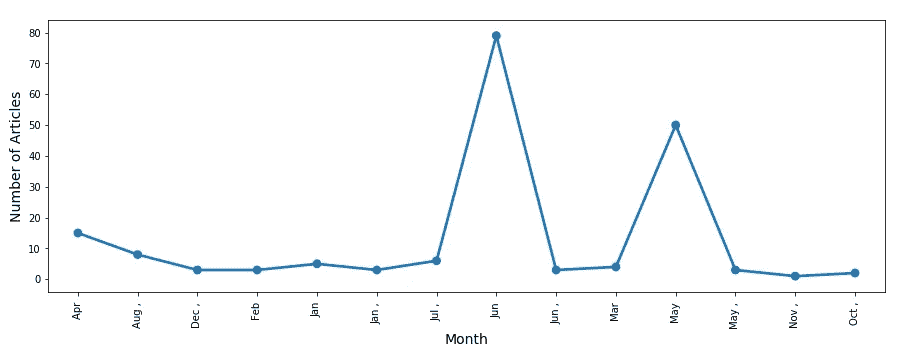 Number of Articles
80
70
60
50
40
30
20
10
0
Apr
Aug ,
Dec ,
Feb
Jan
Jan ,
Jul ,
Jun
Jun ,
Mar
May
May ,
Nov ,
Oct ,
Month